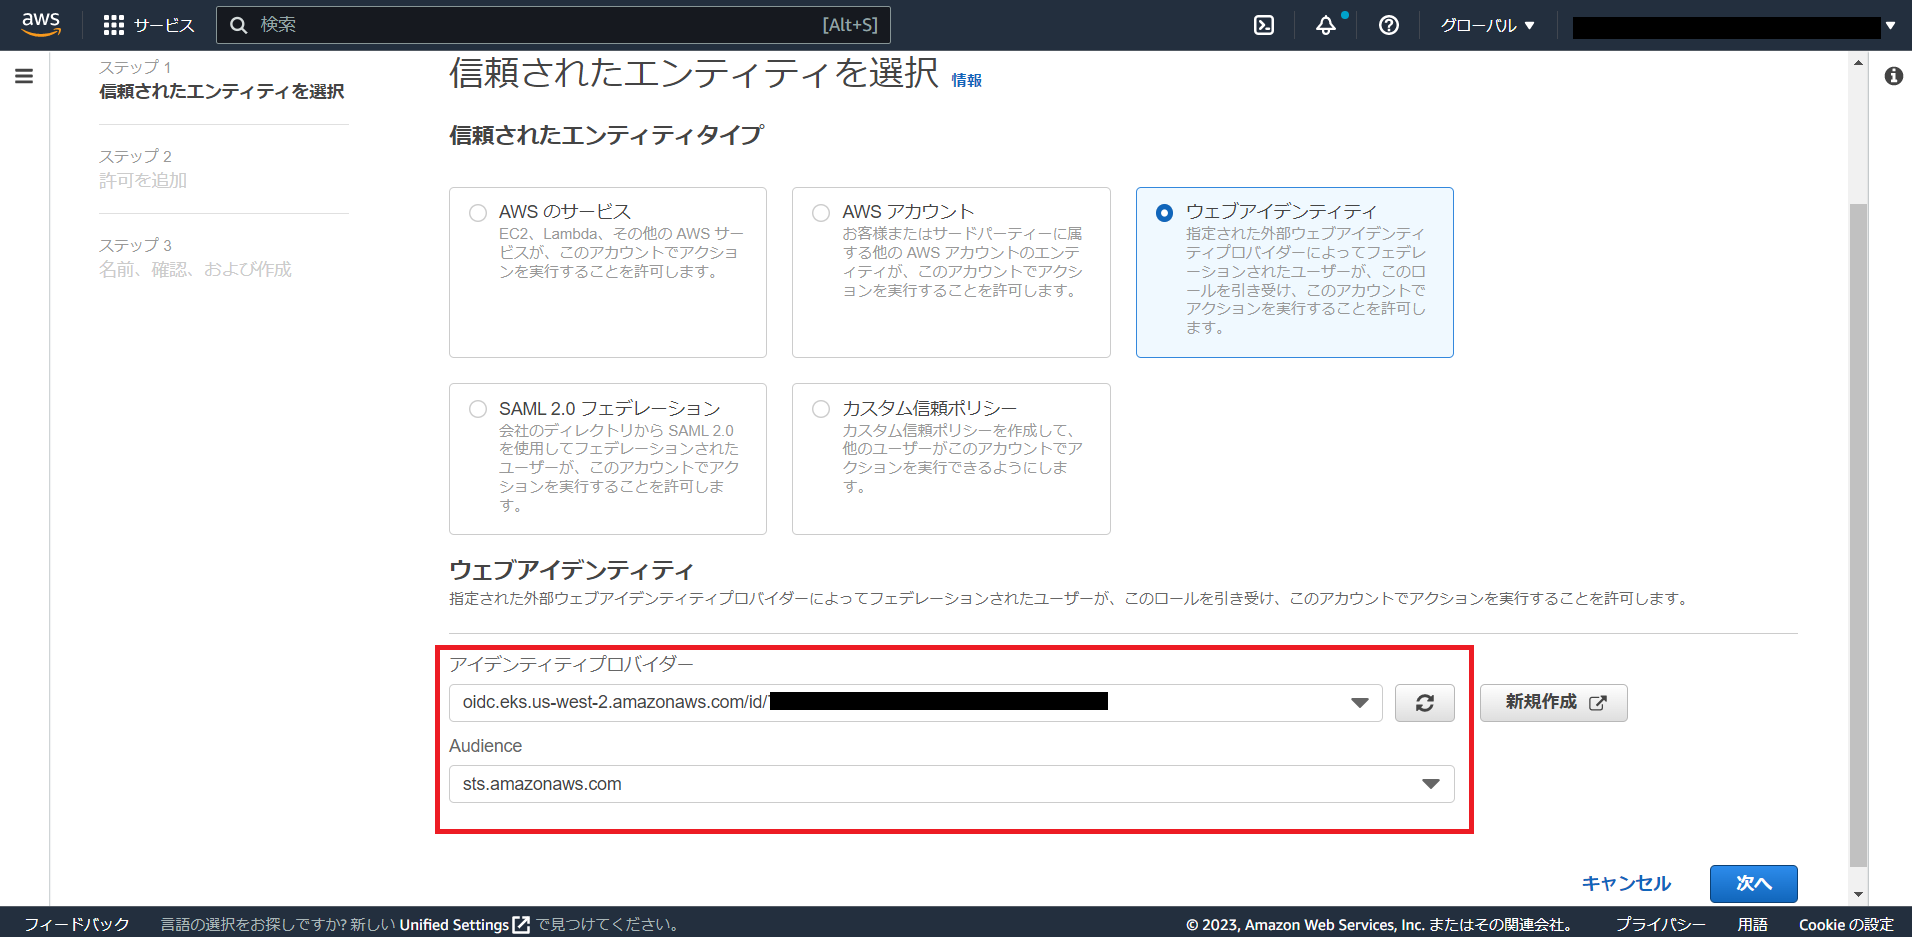 aws
サービス
検索
[Alt+S]
グローバル
ステップ 1
信頼されたエンティティを選択
ステップ 2
許可を追加
ステップ 3
名前、確認、および作成
信頼されたエンティティを選択 情報
信頼されたエンティティタイプ
AWS のサービス
EC2、Lambda、その他の AWS サー
ビスが、このアカウントでアクショ
ンを実行することを許可します。
AWS アカウント
お客様またはサードパーティーに属
する他の AWS アカウントのエンテ
ィティが、このアカウントでアクシ
ョンを実行することを許可します。
ウェブアイデンティティ
指定された外部ウェブアイデンティ
ティプロバイダーによってフェデレ
ーションされたユーザーが、このロ
ールを引き受け、このアカウントで
アクションを実行することを許可し
ます。
SAML 2.0 フェデレーション
会社のディレクトリから SAML 2.0
を使用してフェデレーションされた
ユーザーが、このアカウントでアク
ションを実行することを許可しま
す。
カスタム信頼ポリシー
カスタム信頼ポリシーを作成して、
他のユーザーがこのアカウントでア
クションを実行できるようにしま
す。
ウェブアイデンティティ
指定された外部ウェブアイデンティティプロバイダーによってフェデレーションされたユーザーが、このロールを引き受け、このアカウントでアクションを実行することを許可します。
アイデンティティプロバイダー
oidc.eks.us-west-2.amazonaws.com/id/
新規作成
Audience
sts.amazonaws.com
キャンセル
次へ
フィードバック
言語の選択をお探しですか? 新しい Unified Settings で見つけてください。
© 2023, Amazon Web Services, Inc. またはその関連会社。
プライバシー
用語
Cookie の設定